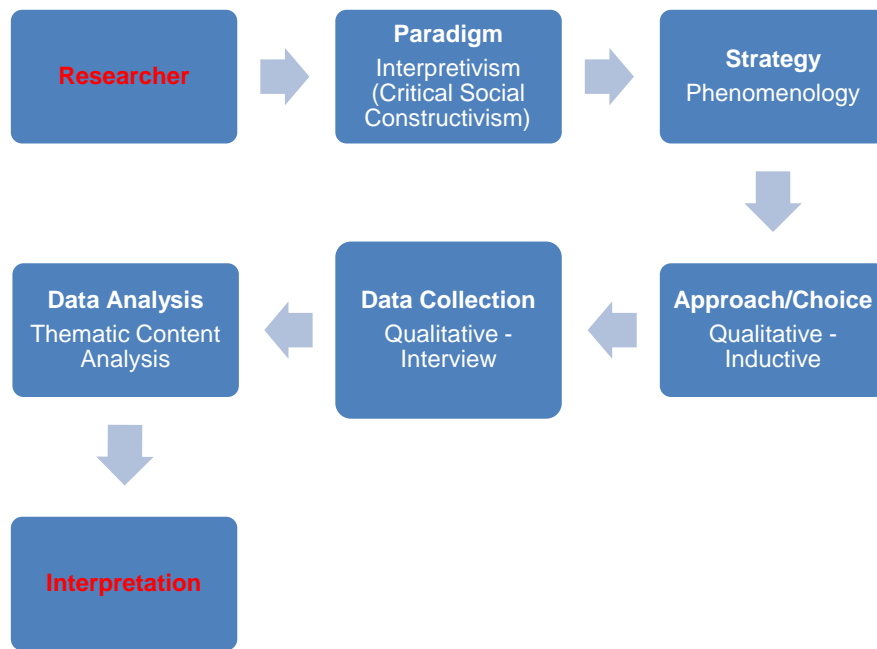 Researcher
Paradigm
Interpretivism
(Critical Social
Constructivism)
Strategy
Phenomenology
Approach/Choice
Qualitative -
Inductive
Data Collection
Qualitative -
Interview
Data Analysis
Thematic Content
Analysis
Interpretation